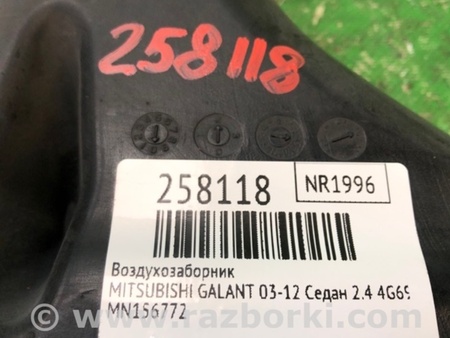 258118
258118
NR1996
Воздухозаборник
MITSUBISHI GALANT 03-12 Седан 2.4 4G69
MN156772
www.razborki.com